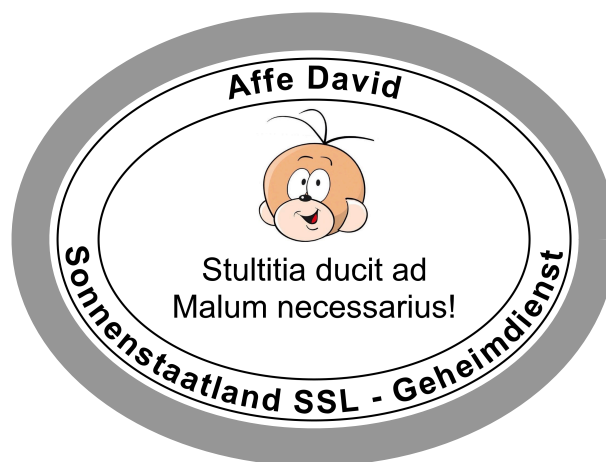 Affe David
Stultitia ducit ad
Malum necessarius!
Sonnenstaatland SSL - Geheimdienst